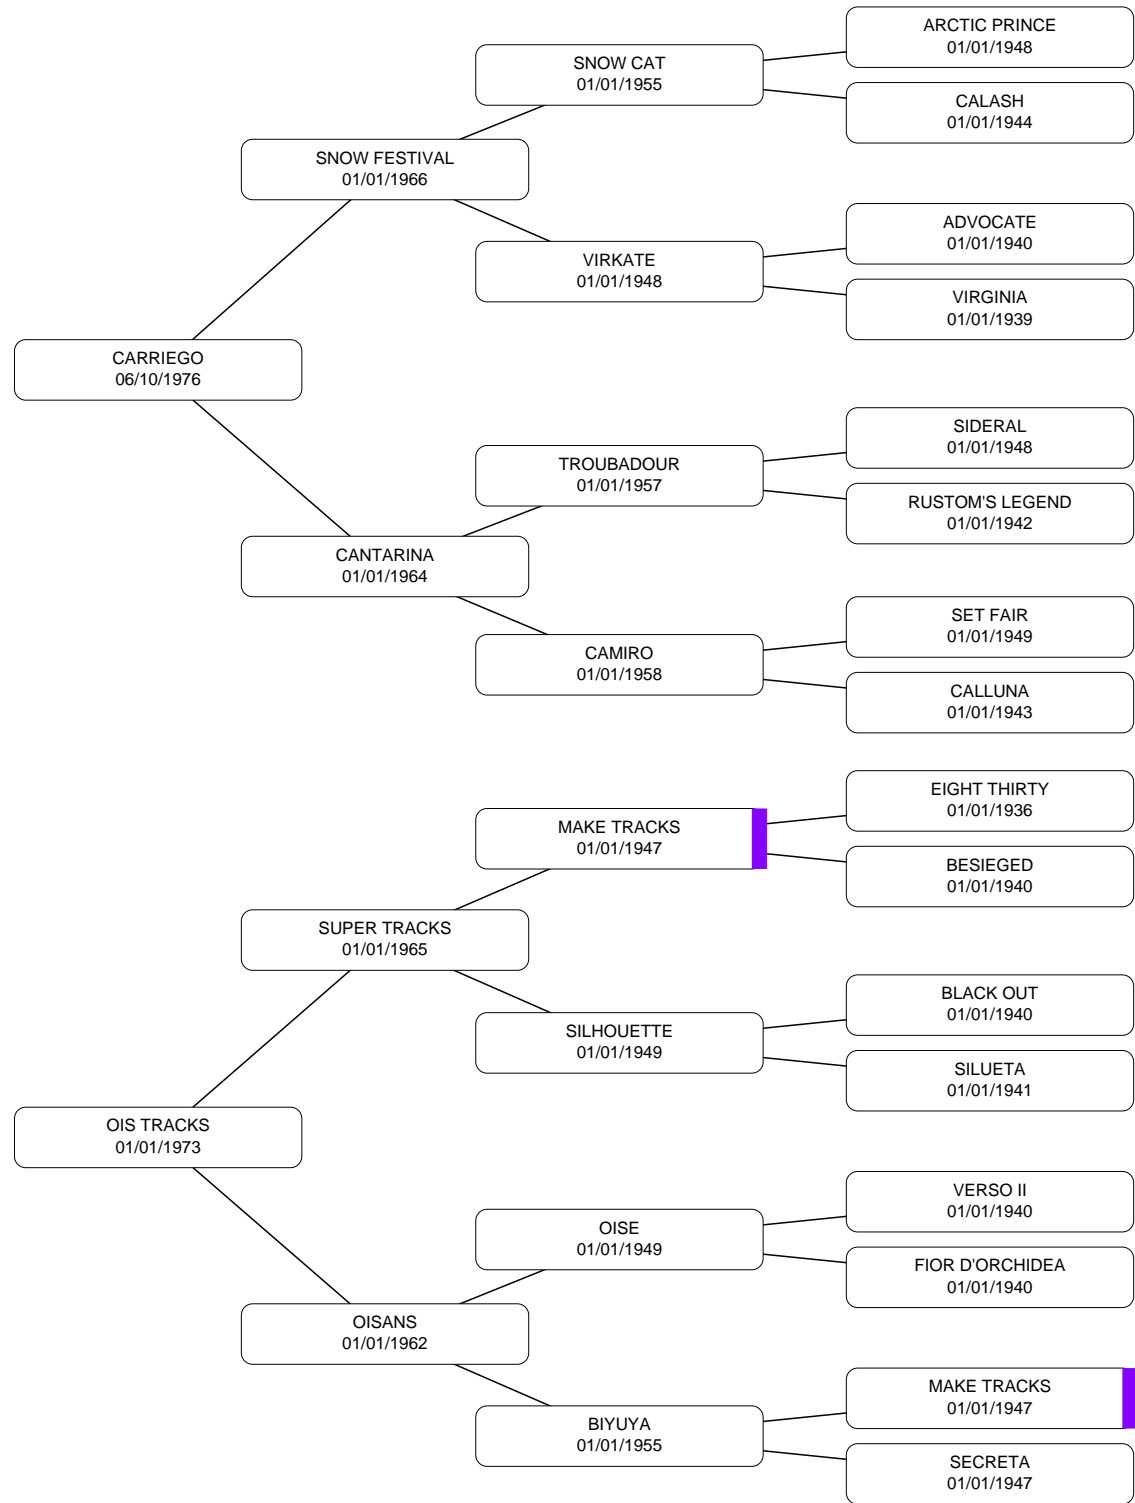 ARCTIC PRINCE
01/01/1948
SNOW CAT
01/01/1955
CALASH
01/01/1944
SNOW FESTIVAL
01/01/1966
ADVOCATE
01/01/1940
VIRKATE
01/01/1948
VIRGINIA
01/01/1939
CARRIEGO
06/10/1976
SIDERAL
01/01/1948
TROUBADOUR
01/01/1957
RUSTOM'S LEGEND
01/01/1942
CANTARINA
01/01/1964
SET FAIR
01/01/1949
CAMIRO
01/01/1958
CALLUNA
01/01/1943
EIGHT THIRTY
01/01/1936
MAKE TRACKS
01/01/1947
BESIEGED
01/01/1940
SUPER TRACKS
01/01/1965
BLACK OUT
01/01/1940
SILHOUETTE
01/01/1949
SILUETA
01/01/1941
OIS TRACKS
01/01/1973
VERSO II
01/01/1940
OISE
01/01/1949
FIOR D'ORCHIDEA
01/01/1940
OISANS
01/01/1962
MAKE TRACKS
01/01/1947
BIYUYA
01/01/1955
SECRETA
01/01/1947